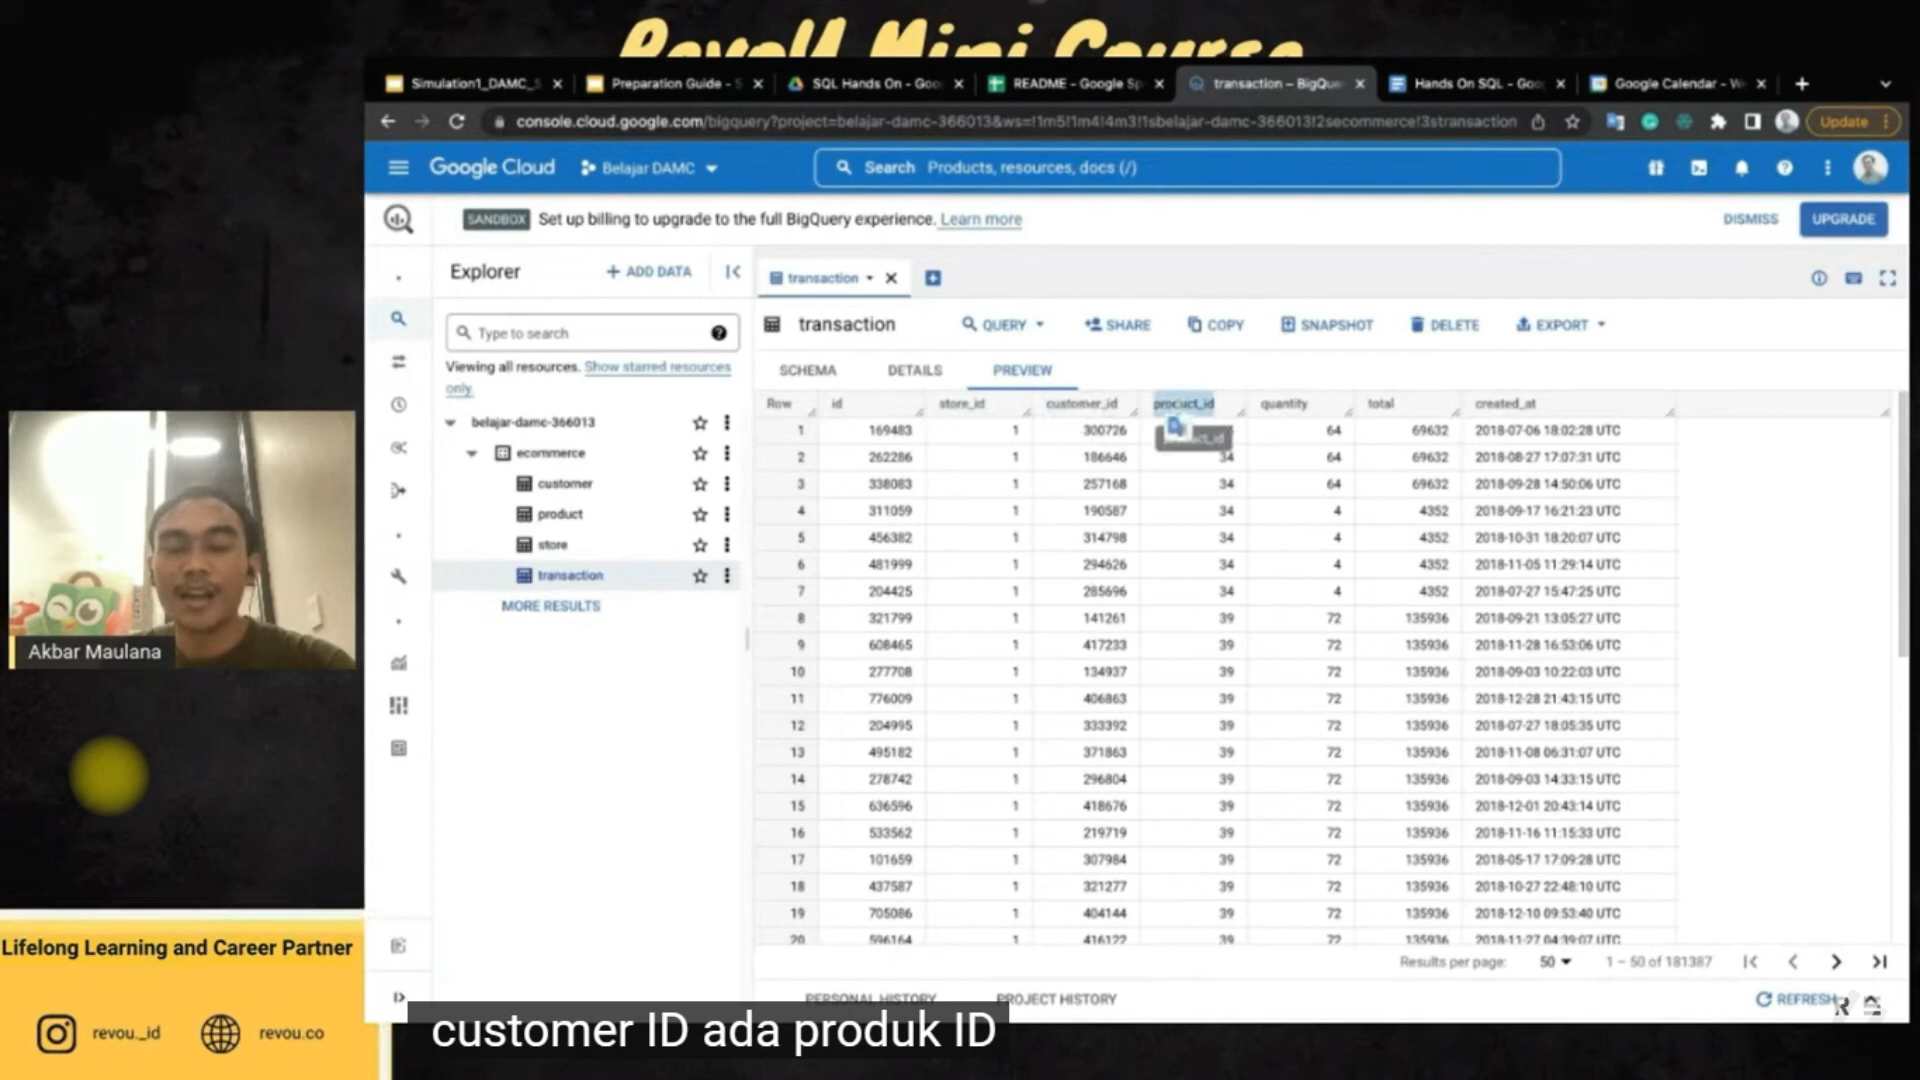 RevoU Mini Course
Simulation1_DAMC_S
Preparation Guide - S
SQL Hands On - Goo
README - Google Sp
transaction – BigQue
Hands On SQL - Goo
Google Calendar - We
console.cloud.google.com/bigquery?project=belajar-damc-366013&ws=!1m5!1m4!4m3!1sbelajar-damc-366013!2secommerce!3stransaction
Update
Google Cloud
Belajar DAMC
Search Products, resources, docs (/)
SANDBOX Set up billing to upgrade to the full BigQuery experience. Learn more
DISMISS
UPGRADE
Explorer
+ ADD DATA
transaction
Type to search
Viewing all resources. Show starred resources
only.
belajar-damc-366013
ecommerce
customer
product
store
transaction
MORE RESULTS
transaction
QUERY
SHARE
COPY
SNAPSHOT
DELETE
EXPORT
SCHEMA DETAILS PREVIEW
Row id store_id customer_id product_id quantity total created_at
1 169483 1 300726 64 69632 2018-07-06 18:02:28 UTC
2 262286 1 186646 34 64 69632 2018-08-27 17:07:31 UTC
3 338083 1 257168 34 64 69632 2018-09-28 14:50:06 UTC
4 311059 1 190587 34 4 4352 2018-09-17 16:21:23 UTC
5 456382 1 314798 34 4 4352 2018-10-31 18:20:07 UTC
6 481999 1 294626 34 4 4352 2018-11-05 11:29:14 UTC
7 204425 1 285696 34 4 4352 2018-07-27 15:47:25 UTC
8 321799 1 141261 39 72 135936 2018-09-21 13:05:27 UTC
9 608465 1 417233 39 72 135936 2018-11-28 16:53:06 UTC
10 277708 1 134937 39 72 135936 2018-09-03 10:22:03 UTC
11 776009 1 406863 39 72 135936 2018-12-28 21:43:15 UTC
12 204995 1 333392 39 72 135936 2018-07-27 18:05:35 UTC
13 495182 1 371863 39 72 135936 2018-11-08 06:31:07 UTC
14 278742 1 296804 39 72 135936 2018-09-03 14:33:15 UTC
15 636596 1 418676 39 72 135936 2018-12-01 20:43:14 UTC
16 533562 1 219719 39 72 135936 2018-11-16 11:15:33 UTC
17 101659 1 307984 39 72 135936 2018-05-17 17:09:28 UTC
18 437587 1 321277 39 72 135936 2018-10-27 22:48:10 UTC
19 705086 1 404144 39 72 135936 2018-12-10 09:53:40 UTC
20 596164 1 416122 39 72 135936 2018-11-27 04:39:07 UTC
Results per page: 50 1 – 50 of 181387
PERSONAL HISTORY PROJECT HISTORY
REFRESH
Akbar Maulana
Lifelong Learning and Career Partner
revou_id
revou.co
customer ID ada produk ID